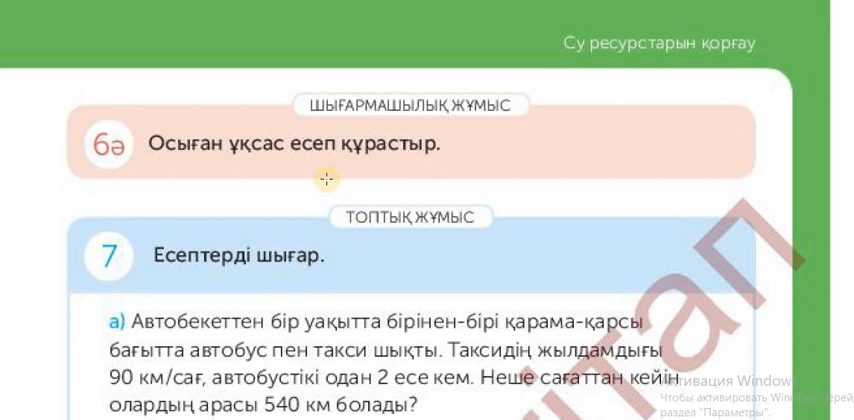 Су ресурстарын қорғау
ШЫҒАРМАШЫЛЫҚ ЖҰМЫС
6ә Осыған ұқсас есеп құрастыр.
ТОПТЫҚ ЖҰМЫС
7 Есептерді шығар.
а) Автобекеттен бір уақытта бірінен-бірі қарама-қарсы
бағытта автобус пен такси шықты. Таксидің жылдамдығы
90 км/сағ, автобустікі одан 2 есе кем. Неше сағаттан кейін
олардың арасы 540 км болады?
Активация Windows
Чтобы активировать Windows, перей
раздел "Параметры".